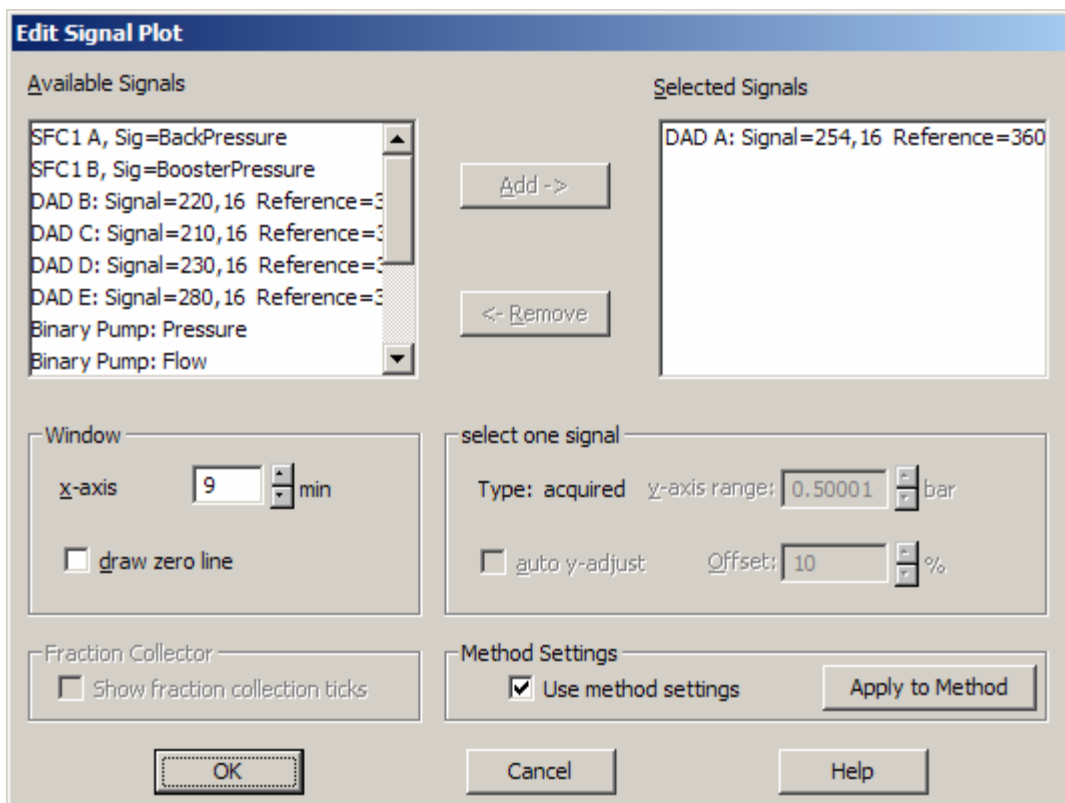 Edit Signal Plot
Available Signals
SFC1 A, Sig=BackPressure
SFC1 B, Sig=BoosterPressure
DAD B: Signal=220,16 Reference=3
DAD C: Signal=210,16 Reference=3
DAD D: Signal=230,16 Reference=3
DAD E: Signal=280,16 Reference=3
Binary Pump: Pressure
Binary Pump: Flow
Add ->
<- Remove
Selected Signals
DAD A: Signal=254,16 Reference=360
Window
x-axis 9 min
draw zero line
select one signal
Type: acquired y-axis range: 0.50001 bar
auto y-adjust Offset: 10 %
Fraction Collector
Show fraction collection ticks
Method Settings
Use method settings Apply to Method
OK Cancel Help